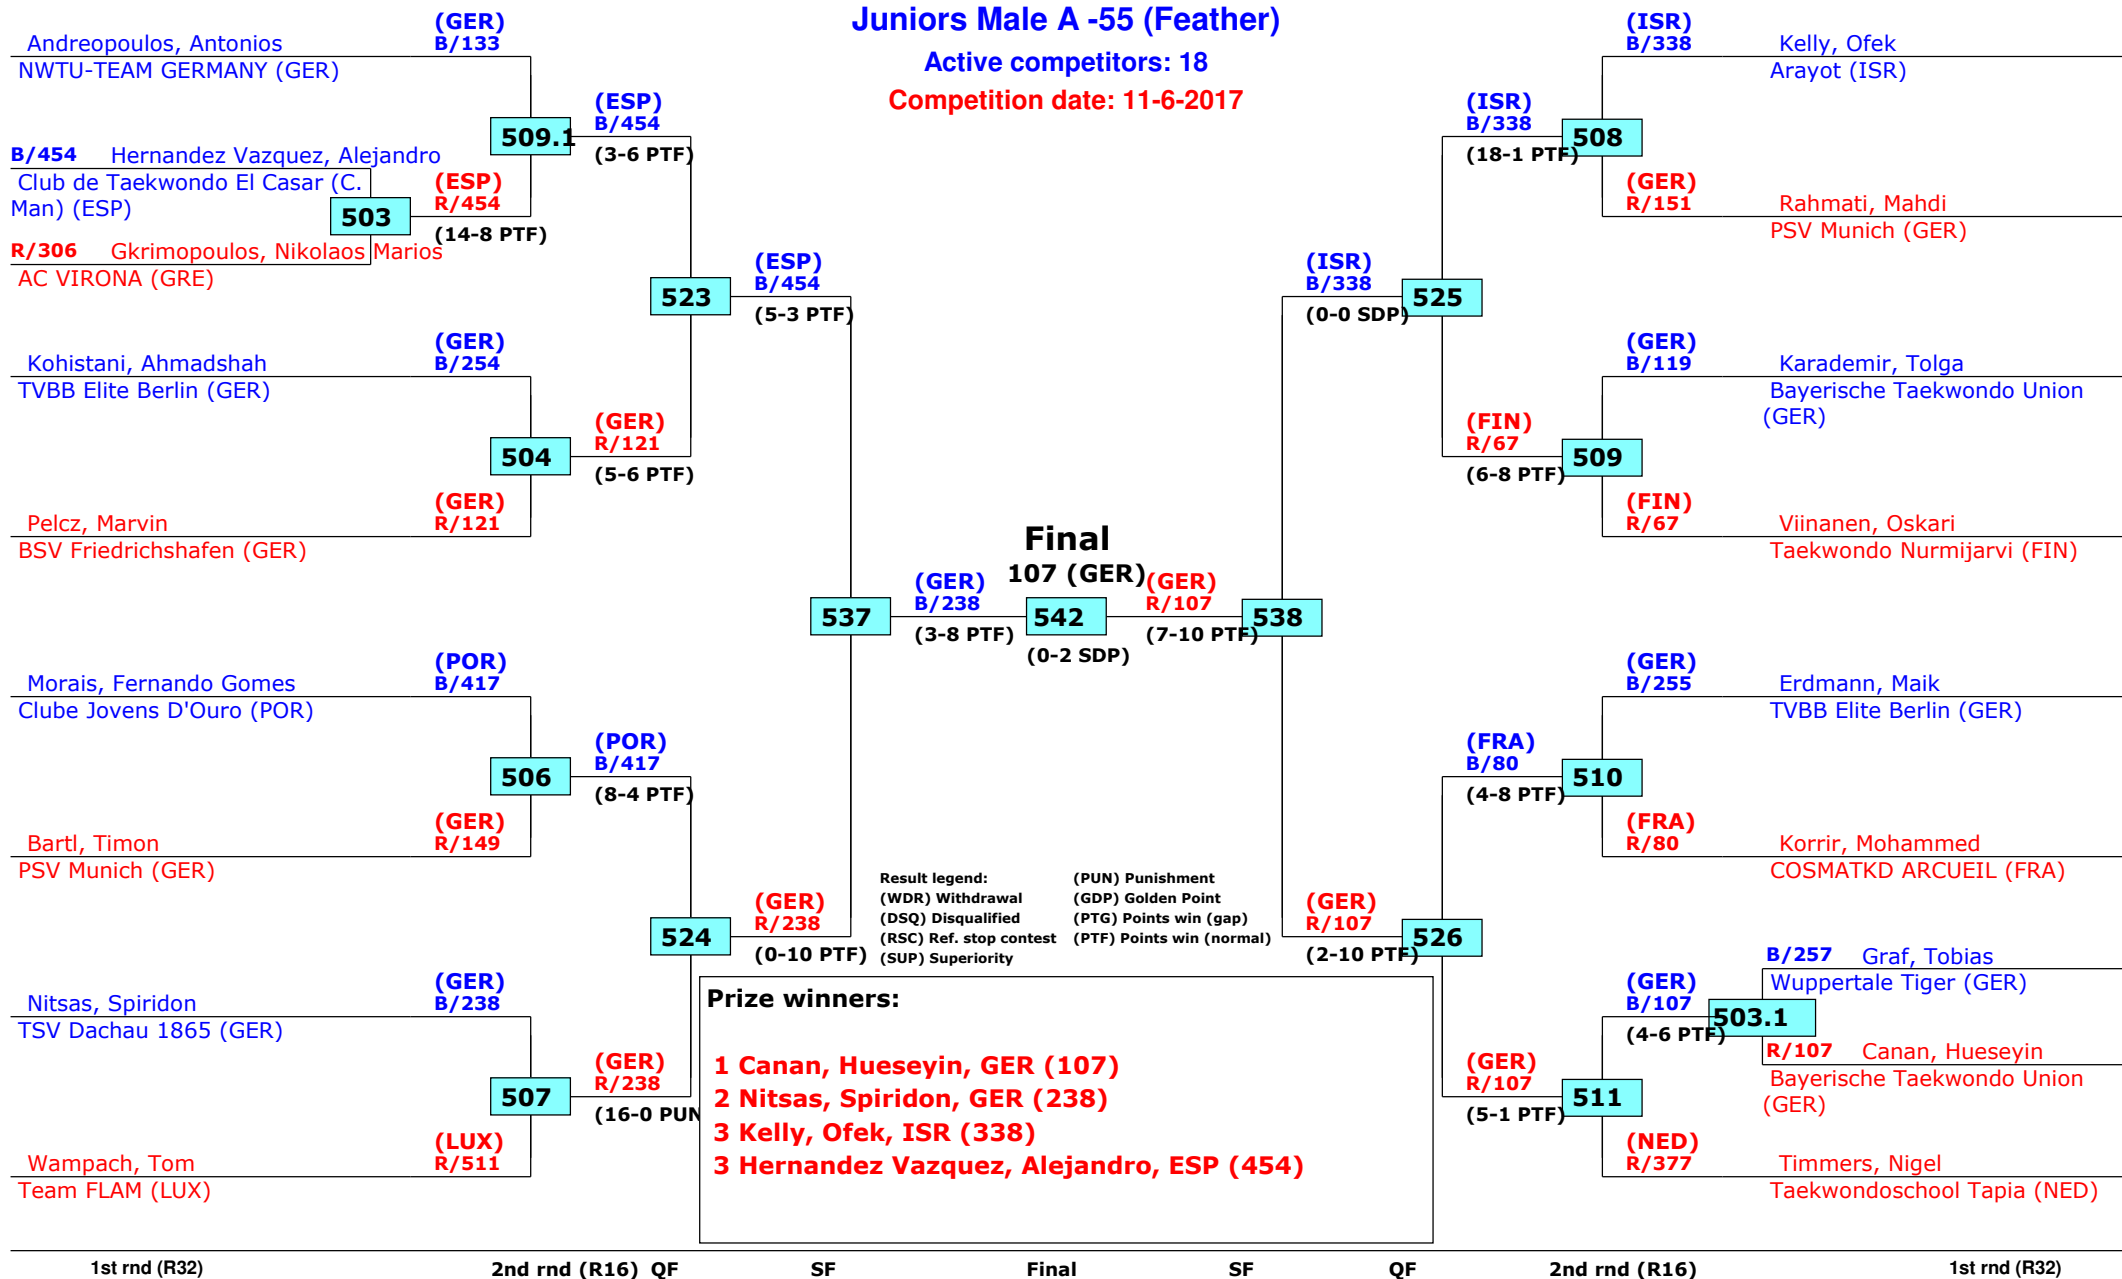 Juniors Male A -55 (Feather)
Active competitors: 18
Competition date: 11-6-2017
Andreopoulos, Antonios
NWTU-TEAM GERMANY (GER)
(GER)
B/133
B/454 Hernandez Vazquez, Alejandro
Club de Taekwondo El Casar (C.
Man) (ESP)
R/306 Gkrimopoulos, Nikolaos Marios
AC VIRONA (GRE)
503
(ESP)
R/454
(14-8 PTF)
509.1
(ESP)
B/454
(3-6 PTF)
Kohistani, Ahmadshah
TVBB Elite Berlin (GER)
(GER)
B/254
Pelcz, Marvin
BSV Friedrichshafen (GER)
(GER)
R/121
504
(GER)
R/121
(5-6 PTF)
523
(ESP)
B/454
(5-3 PTF)
Morais, Fernando Gomes
Clube Jovens D'Ouro (POR)
(POR)
B/417
Bartl, Timon
PSV Munich (GER)
(GER)
R/149
506
(POR)
B/417
(8-4 PTF)
Nitsas, Spiridon
TSV Dachau 1865 (GER)
(GER)
B/238
Wampach, Tom
Team FLAM (LUX)
(LUX)
R/511
507
(GER)
R/238
(16-0 PUN
524
(GER)
R/238
(0-10 PTF)
537
(GER)
B/238
(3-8 PTF)
Final
107 (GER)
542
(0-2 SDP)
(GER)
R/107
(7-10 PTF)
538
(ISR)
B/338
(0-0 SDP)
525
(ISR)
B/338
(18-1 PTF)
508
(ISR)
B/338
Kelly, Ofek
Arayot (ISR)
(GER)
R/151
Rahmati, Mahdi
PSV Munich (GER)
(FIN)
R/67
(6-8 PTF)
509
(GER)
B/119
Karademir, Tolga
Bayerische Taekwondo Union
(GER)
(FIN)
R/67
Viinanen, Oskari
Taekwondo Nurmijarvi (FIN)
(GER)
R/107
(2-10 PTF)
526
(FRA)
B/80
(4-8 PTF)
510
(GER)
B/255
Erdmann, Maik
TVBB Elite Berlin (GER)
(FRA)
R/80
Korrir, Mohammed
COSMATKD ARCUEIL (FRA)
(GER)
R/107
(5-1 PTF)
511
(GER)
B/107
(4-6 PTF)
503.1
B/257 Graf, Tobias
Wuppertale Tiger (GER)
R/107 Canan, Hueseyin
Bayerische Taekwondo Union
(GER)
(NED)
R/377
Timmers, Nigel
Taekwondoschool Tapia (NED)
Result legend: (PUN) Punishment
(WDR) Withdrawal (GDP) Golden Point
(DSQ) Disqualified (PTG) Points win (gap)
(RSC) Ref. stop contest (PTF) Points win (normal)
(SUP) Superiority
Prize winners:
1 Canan, Hueseyin, GER (107)
2 Nitsas, Spiridon, GER (238)
3 Kelly, Ofek, ISR (338)
3 Hernandez Vazquez, Alejandro, ESP (454)
1st rnd (R32) 2nd rnd (R16) QF SF Final SF QF 2nd rnd (R16) 1st rnd (R32)